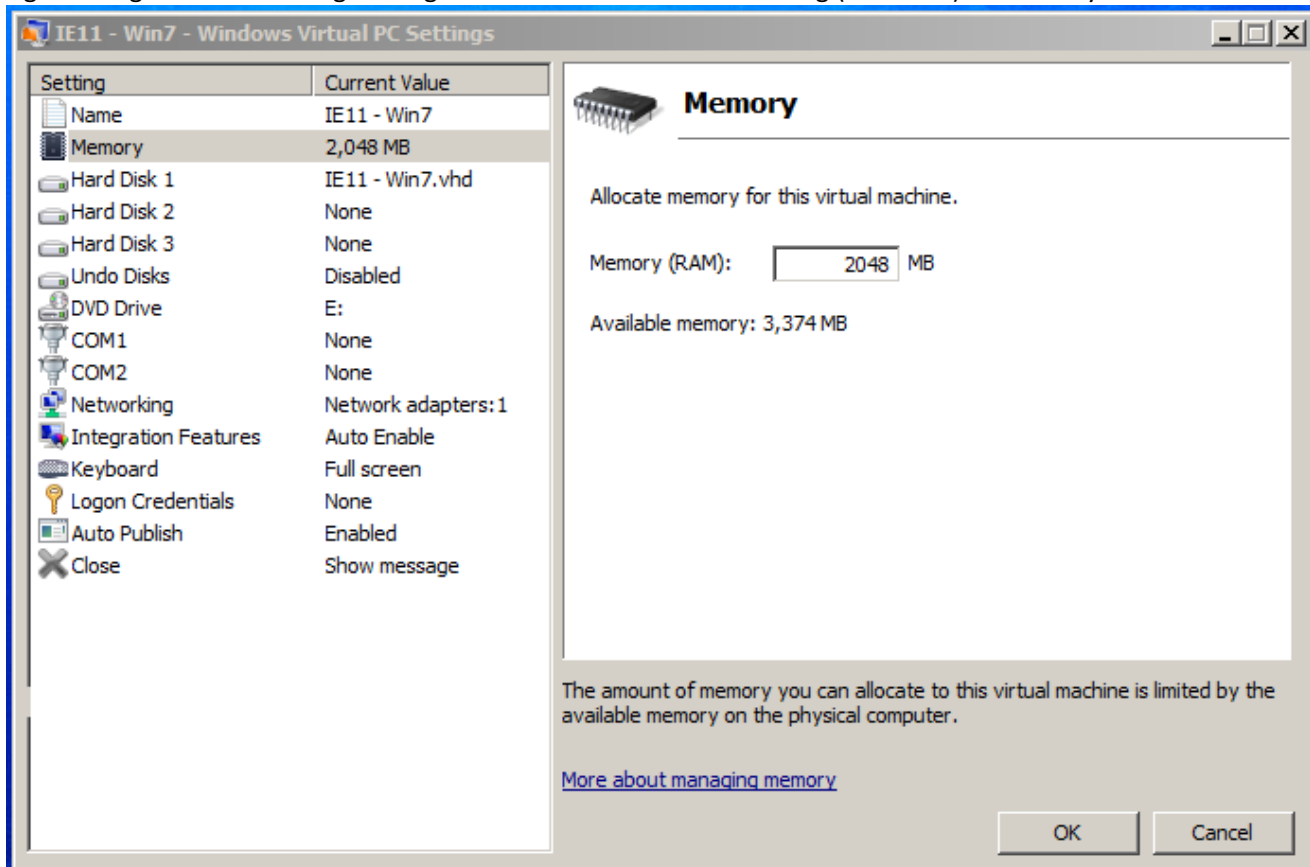 IE11 - Win7 - Windows Virtual PC Settings
Setting Current Value
Name IE11 - Win7
Memory 2,048 MB
Hard Disk 1 IE11 - Win7.vhd
Hard Disk 2 None
Hard Disk 3 None
Undo Disks Disabled
DVD Drive E:
COM1 None
COM2 None
Networking Network adapters:1
Integration Features Auto Enable
Keyboard Full screen
Logon Credentials None
Auto Publish Enabled
Close Show message
Memory
Allocate memory for this virtual machine.
Memory (RAM): 2048 MB
Available memory: 3,374 MB
The amount of memory you can allocate to this virtual machine is limited by the
available memory on the physical computer.
More about managing memory
OK Cancel